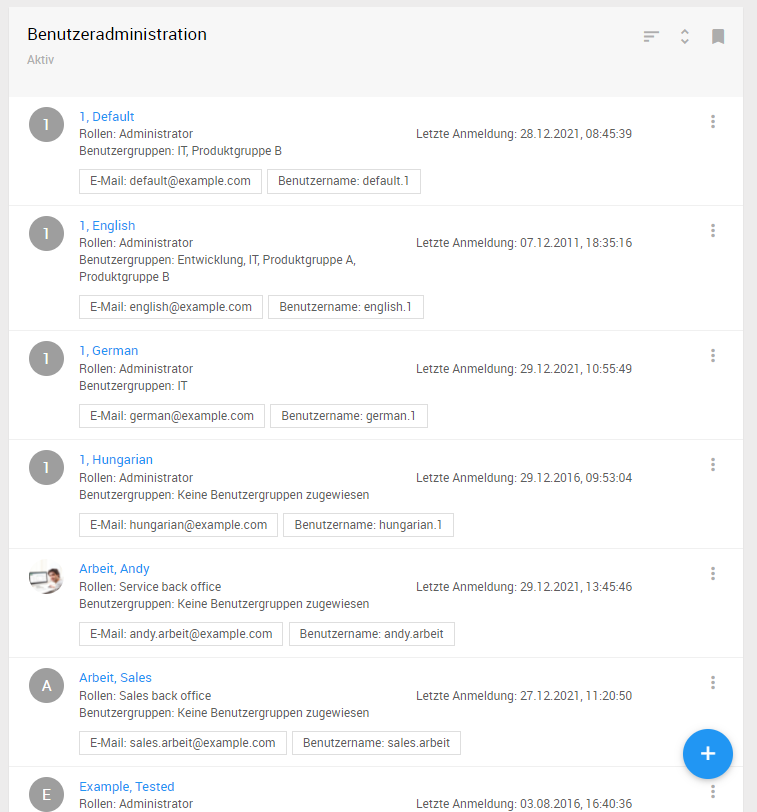 Benutzeradministration
Aktiv
1
1, Default
Rollen: Administrator
Letzte Anmeldung: 28.12.2021, 08:45:39
Benutzergruppen: IT, Produktgruppe B
E-Mail: default@example.com
Benutzername: default.1
1
1, English
Rollen: Administrator
Letzte Anmeldung: 07.12.2011, 18:35:16
Benutzergruppen: Entwicklung, IT, Produktgruppe A,
Produktgruppe B
E-Mail: english@example.com
Benutzername: english.1
1
1, German
Rollen: Administrator
Letzte Anmeldung: 29.12.2021, 10:55:49
Benutzergruppen: IT
E-Mail: german@example.com
Benutzername: german.1
1
1, Hungarian
Rollen: Administrator
Letzte Anmeldung: 29.12.2016, 09:53:04
Benutzergruppen: Keine Benutzergruppen zugewiesen
E-Mail: hungarian@example.com
Benutzername: hungarian.1
Arbeit, Andy
Rollen: Service back office
Letzte Anmeldung: 29.12.2021, 13:45:46
Benutzergruppen: Keine Benutzergruppen zugewiesen
E-Mail: andy.arbeit@example.com
Benutzername: andy.arbeit
A
Arbeit, Sales
Rollen: Sales back office
Letzte Anmeldung: 27.12.2021, 11:20:50
Benutzergruppen: Keine Benutzergruppen zugewiesen
E-Mail: sales.arbeit@example.com
Benutzername: sales.arbeit
E
Example, Tested
Rollen: Administrator
Letzte Anmeldung: 03.08.2016, 16:40:36